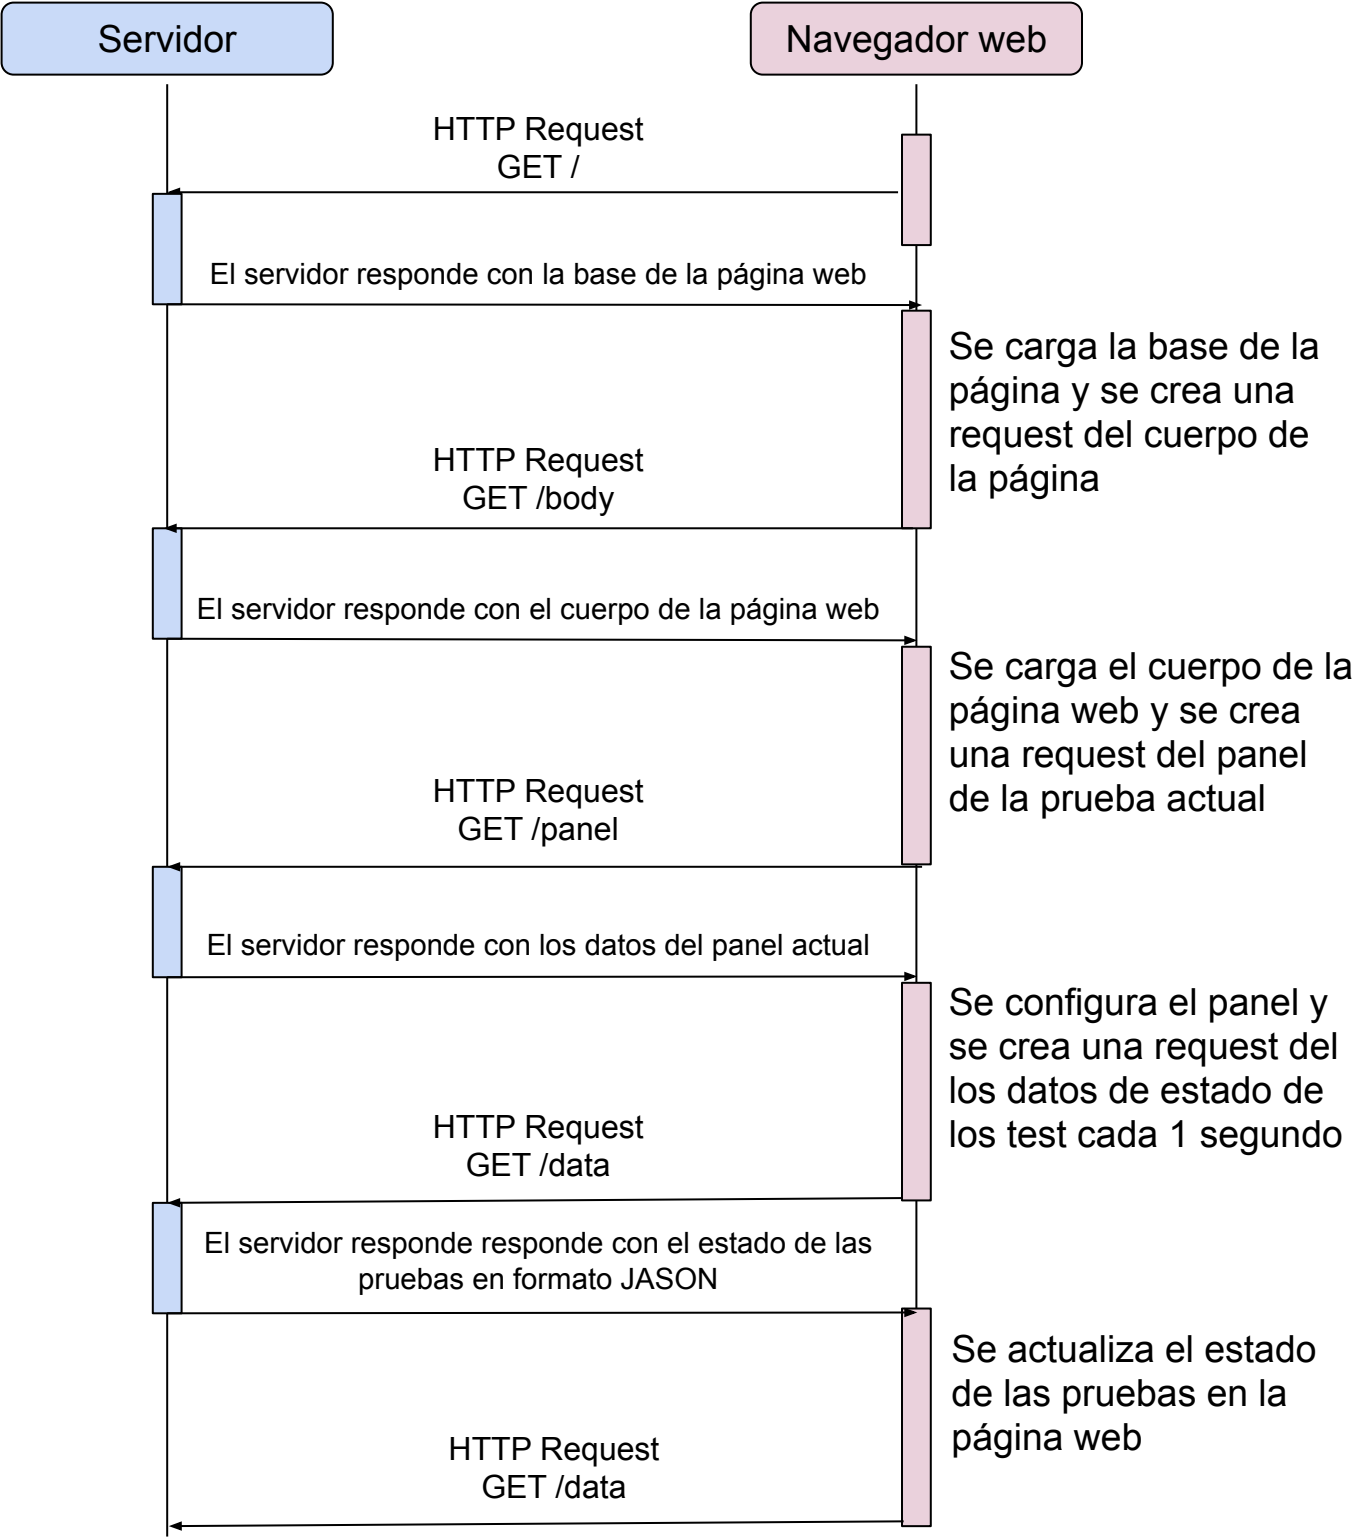 Servidor
Navegador web
HTTP Request
GET /
El servidor responde con la base de la página web
Se carga la base de la
página y se crea una
request del cuerpo de
la página
HTTP Request
GET /body
El servidor responde con el cuerpo de la página web
Se carga el cuerpo de la
página web y se crea
una request del panel
de la prueba actual
HTTP Request
GET /panel
El servidor responde con los datos del panel actual
Se configura el panel y
se crea una request del
los datos de estado de
los test cada 1 segundo
HTTP Request
GET /data
El servidor responde responde con el estado de las
pruebas en formato JASON
Se actualiza el estado
de las pruebas en la
página web
HTTP Request
GET /data